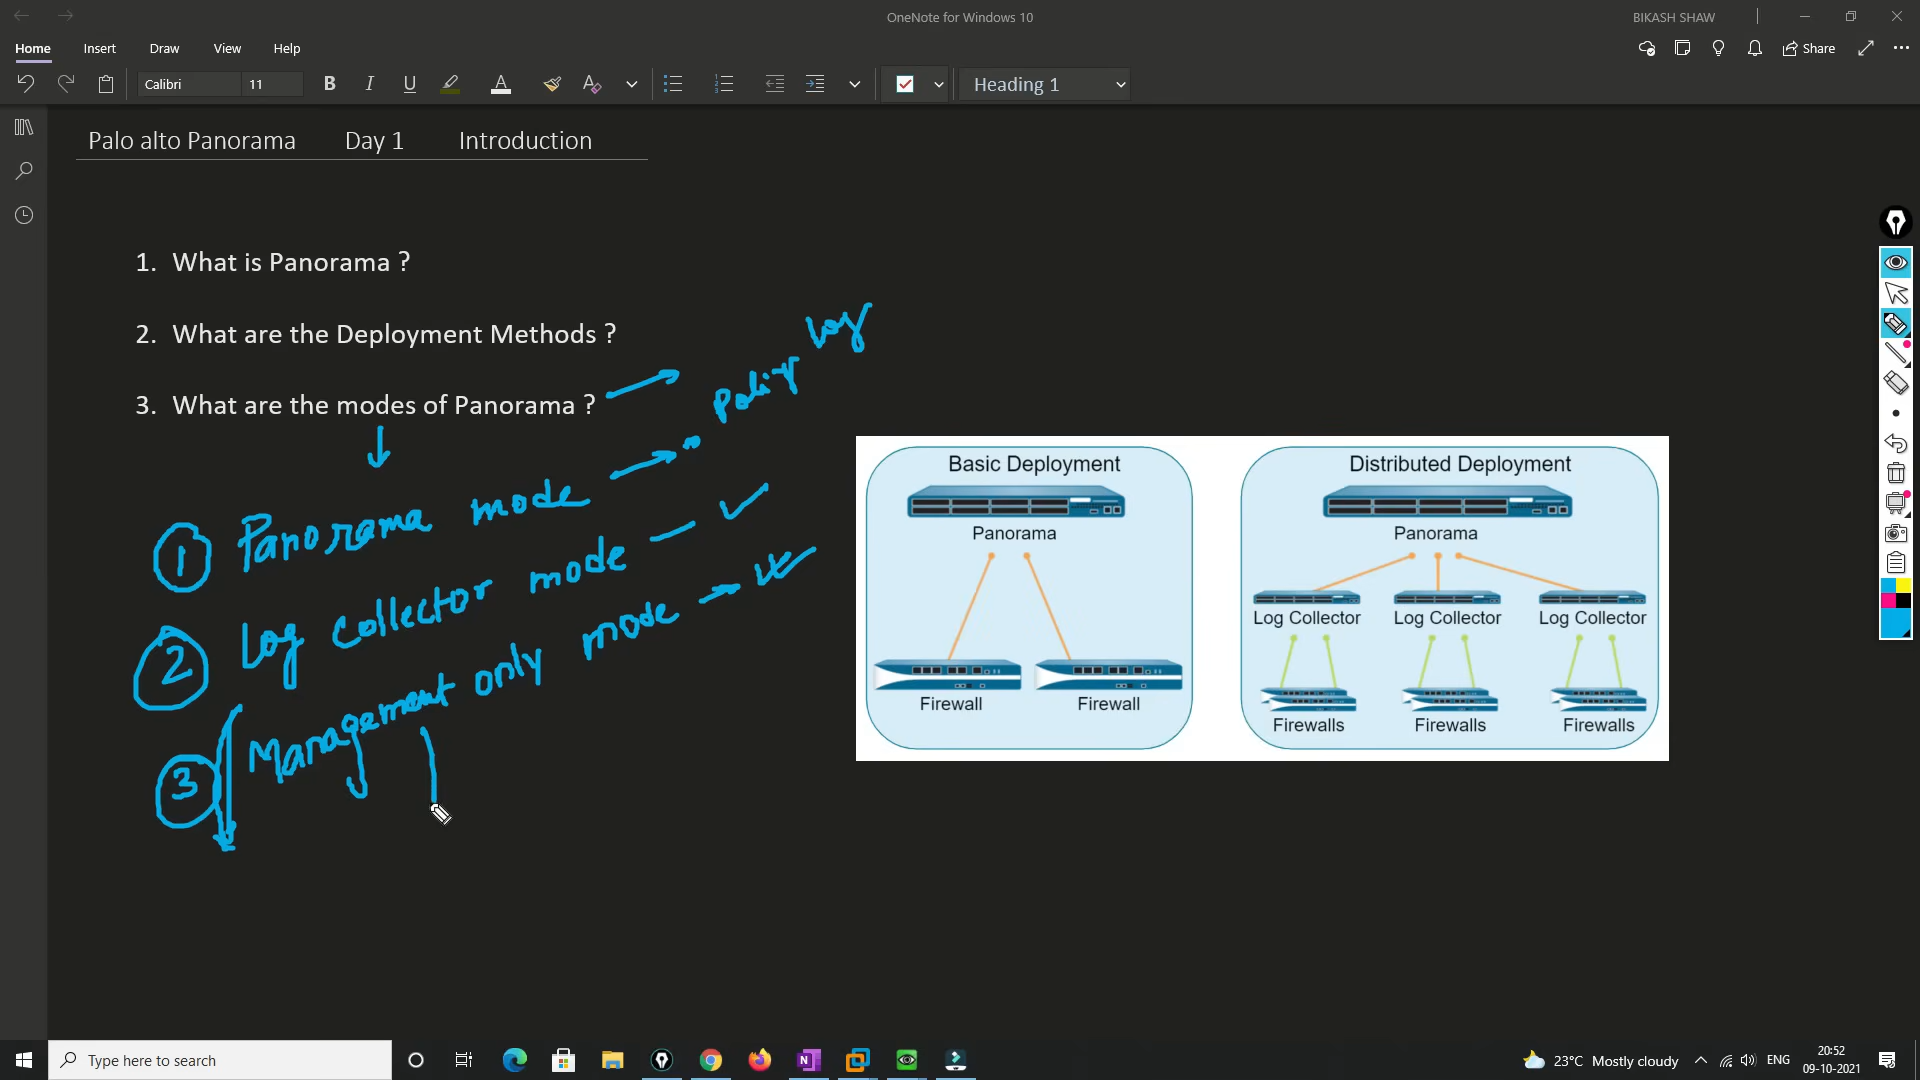 OneNote for Windows 10
BIKASH SHAW
Home Insert Draw View Help
Share
Calibri 11 B I U A A Heading 1
Palo alto Panorama Day 1 Introduction
1. What is Panorama ?
2. What are the Deployment Methods ?
3. What are the modes of Panorama ?
Log
1 Panorama mode
2 Log collector mode
3 Management only mode
Basic Deployment
Panorama
Firewall Firewall
Distributed Deployment
Panorama
Log Collector Log Collector Log Collector
Firewalls Firewalls Firewalls
Type here to search
23°C Mostly cloudy
ENG
20:52
09-10-2021